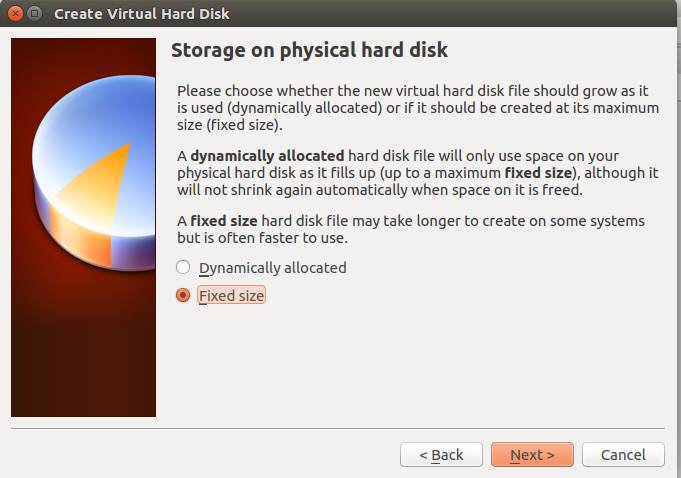 Create Virtual Hard Disk
Storage on physical hard disk
Please choose whether the new virtual hard disk file should grow as it
is used (dynamically allocated) or if it should be created at its maximum
size (fixed size).
A dynamically allocated hard disk file will only use space on your
physical hard disk as it fills up (up to a maximum fixed size), although it
will not shrink again automatically when space on it is freed.
A fixed size hard disk file may take longer to create on some systems
but is often faster to use.
Dynamically allocated
Fixed size
< Back
Next >
Cancel